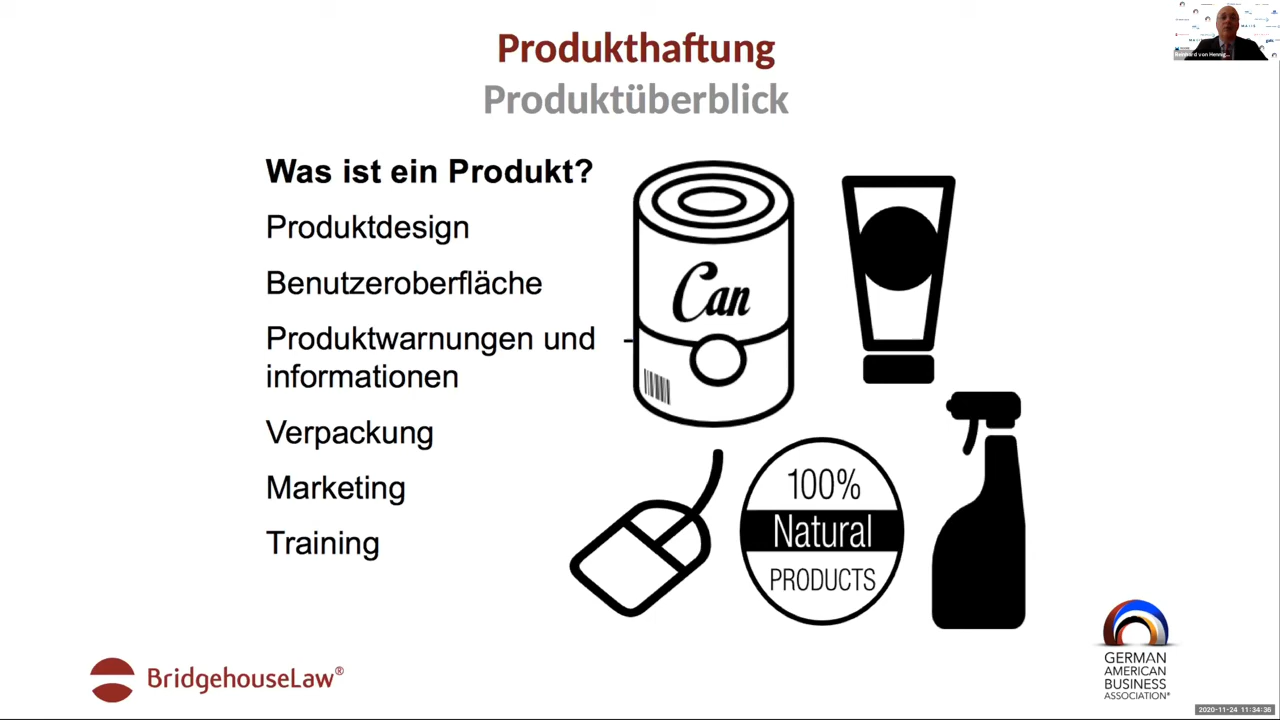 Produkthaftung
Produktüberblick
Was ist ein Produkt?
Produktdesign
Benutzeroberfläche
Produktwarnungen und -
informationen
Verpackung
Marketing
Training
Can
100%
Natural
PRODUCTS
BridgehouseLaw®
GERMAN
AMERICAN
BUSINESS
ASSOCIATION®
2020-11-24 11:34:36